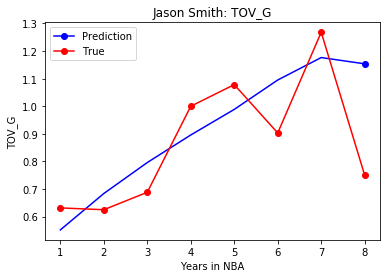 Jason Smith: TOV_G
Prediction
True
TOV_G
1.3
1.2
1.1
1.0
0.9
0.8
0.7
0.6
1 2 3 4 5 6 7 8
Years in NBA